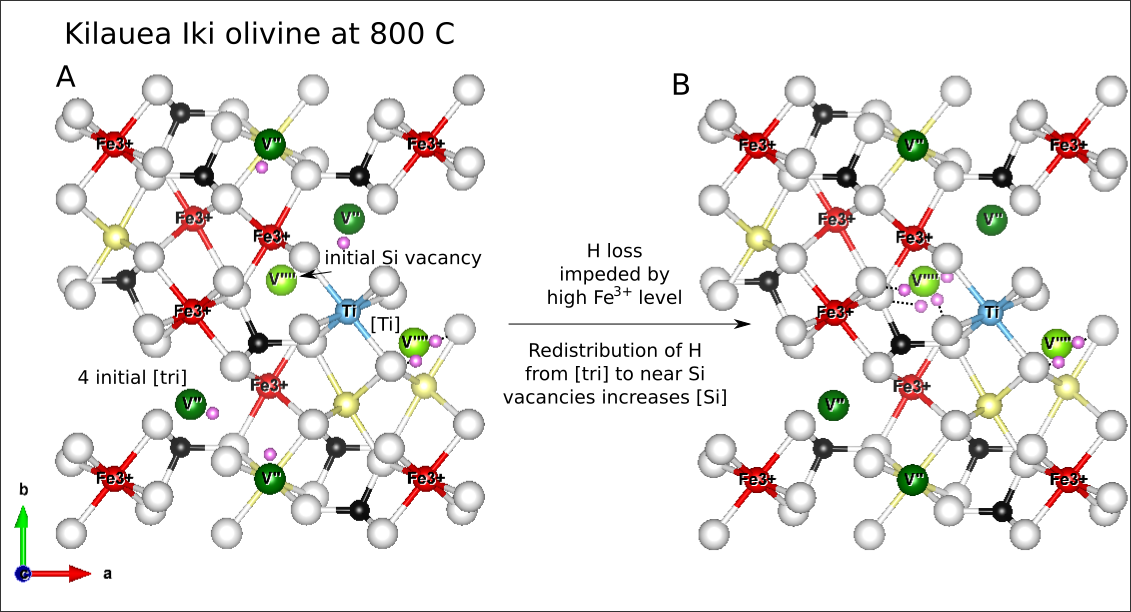 Kilauea Iki olivine at 800 C
A
B
Fe3+
V''
Fe3+
Fe3+
V''
Fe3+
Fe3+
V''
Fe3+
initial Si vacancy
V''''
Fe3+
Ti
[Ti]
V''''
4 initial [tri]
Fe3+
V''
Fe3+
V''
Fe3+
b
a
c
H loss
impeded by
high Fe3+ level
Redistribution of H
from [tri] to near Si
vacancies increases [Si]
Fe3+
V''
Fe3+
Fe3+
V''
Fe3+
V''''
Fe3+
Ti
V''''
Fe3+
V''
Fe3+
V''
Fe3+